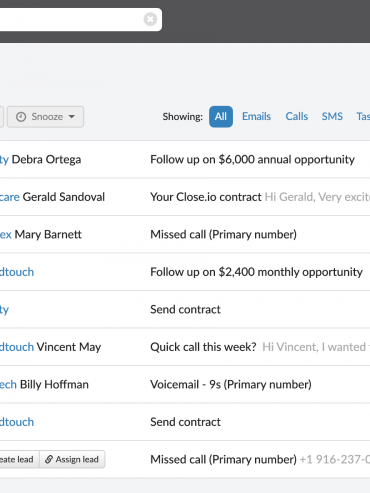 Snooze Showing: All Emails Calls SMS
ty Debra Ortega Follow up on $6,000 annual opportunity
care Gerald Sandoval Your Close.io contract Hi Gerald, Very excite
ex Mary Barnett Missed call (Primary number)
dtouch Follow up on $2,400 monthly opportunity
ty Send contract
dtouch Vincent May Quick call this week? Hi Vincent, I wanted
ech Billy Hoffman Voicemail - 9s (Primary number)
dtouch Send contract
eate lead Assign lead Missed call (Primary number) +1 916-237-0